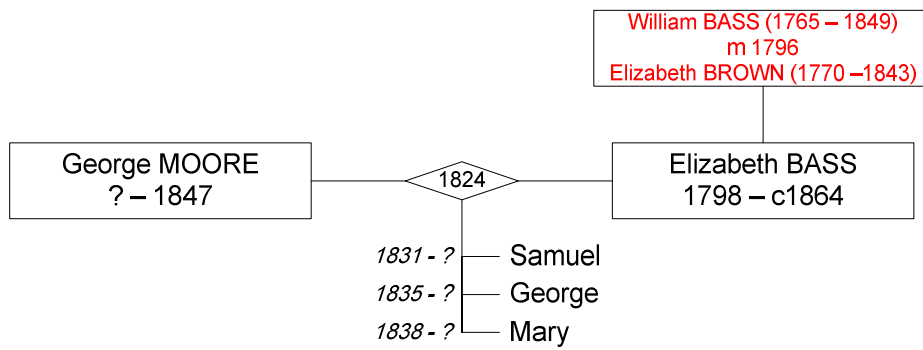 William BASS (1765 – 1849)
m 1796
Elizabeth BROWN (1770 –1843)
George MOORE
? – 1847
1824
Elizabeth BASS
1798 – c1864
1831 - ? Samuel
1835 - ? George
1838 - ? Mary